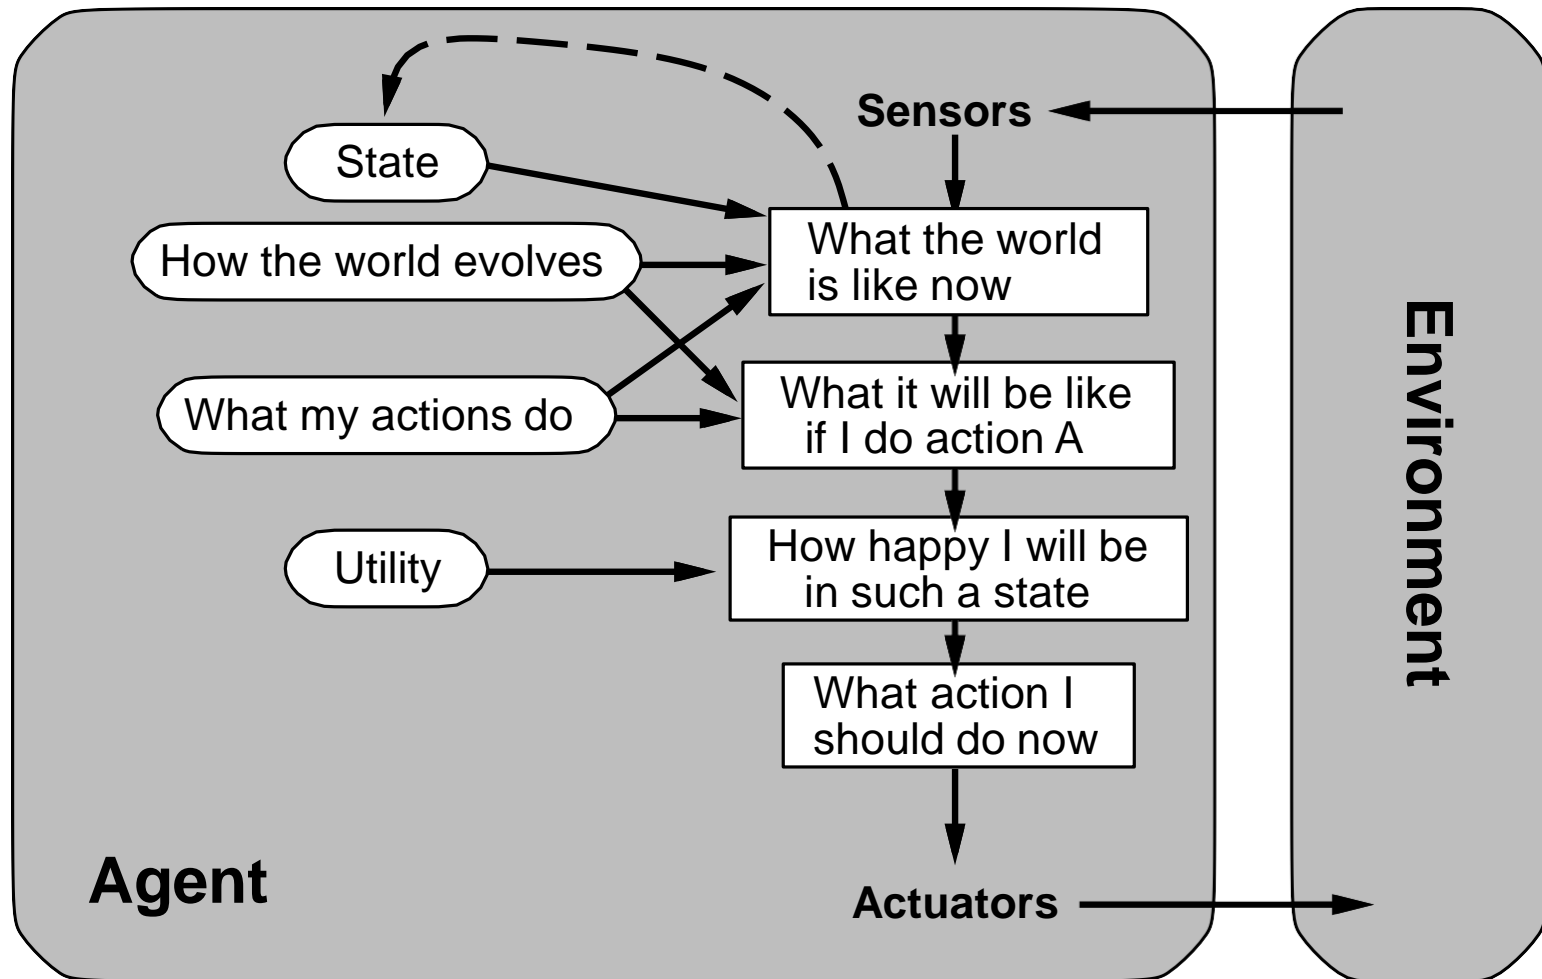 Sensors
State
What the world
is like now
How the world evolves
What my actions do
What it will be like
if I do action A
Utility
How happy I will be
in such a state
What action I
should do now
Agent
Actuators
Environment